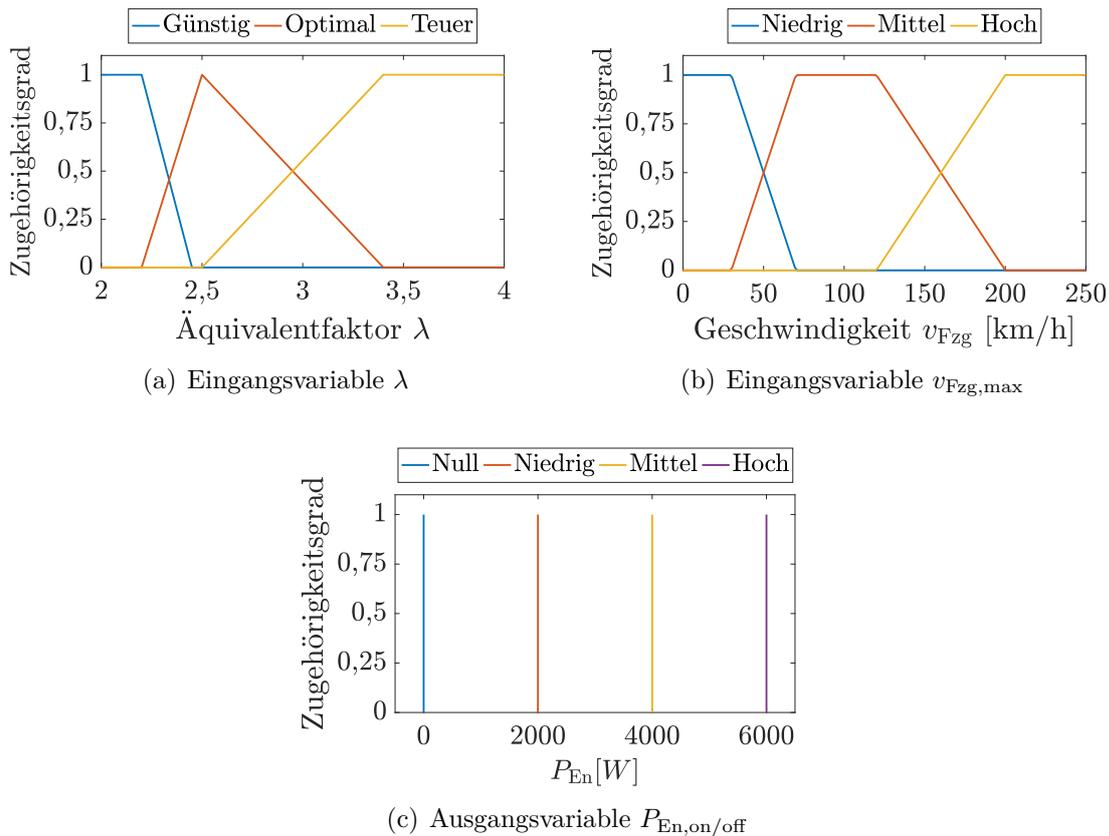 Günstig Optimal Teuer
Zugehörigkeitsgrad
1
0,75
0,5
0,25
0
2 2,5 3 3,5 4
Äquivalentfaktor λ
(a) Eingangsvariable λ
Niedrig Mittel Hoch
Zugehörigkeitsgrad
1
0,75
0,5
0,25
0
0 50 100 150 200 250
Geschwindigkeit v_Fzg [km/h]
(b) Eingangsvariable v_Fzg,max
Null Niedrig Mittel Hoch
Zugehörigkeitsgrad
1
0,75
0,5
0,25
0
0 2000 4000 6000
P_En[W]
(c) Ausgangsvariable P_En,on/off